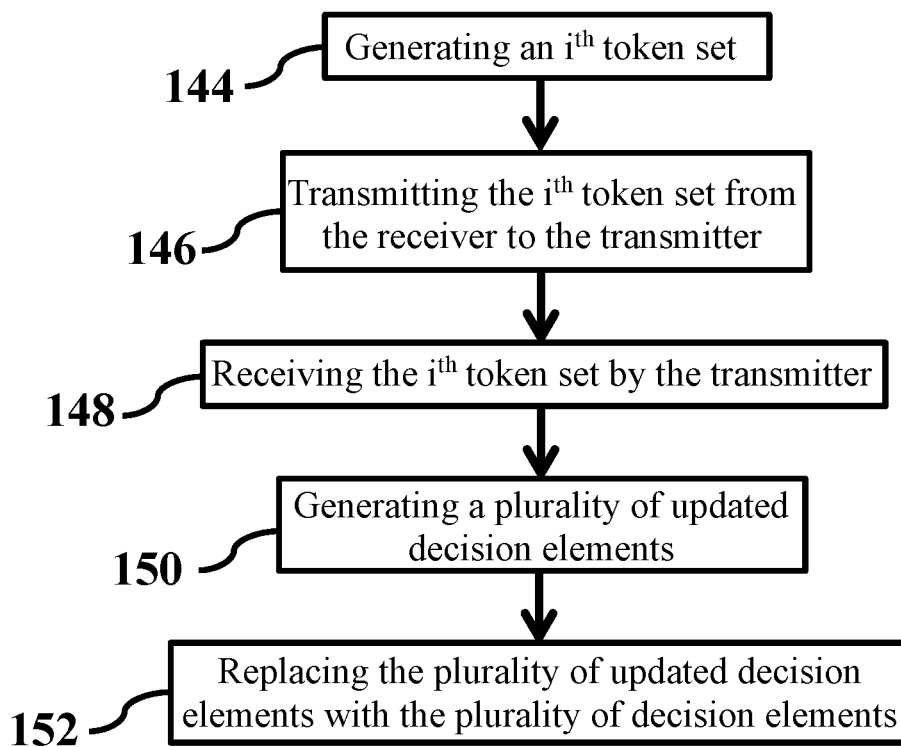 144
Generating an iᵗʰ token set
146
Transmitting the iᵗʰ token set from
the receiver to the transmitter
148
Receiving the iᵗʰ token set by the transmitter
150
Generating a plurality of updated
decision elements
152
Replacing the plurality of updated decision
elements with the plurality of decision elements